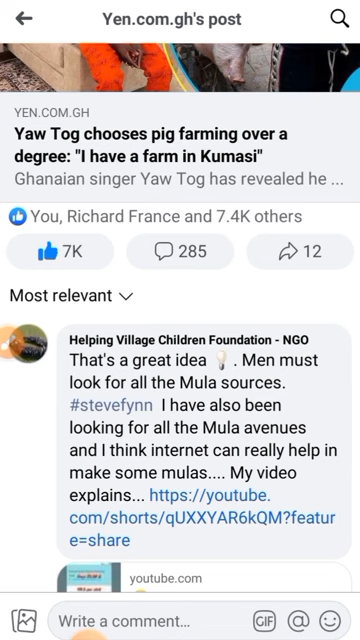 Yen.com.gh's post
YEN.COM.GH
Yaw Tog chooses pig farming over a
degree: "I have a farm in Kumasi"
Ghanaian singer Yaw Tog has revealed he ...
You, Richard France and 7.4K others
7K
285
12
Most relevant
Helping Village Children Foundation - NGO
That's a great idea 💡. Men must
look for all the Mula sources.
#stevefynn I have also been
looking for all the Mula avenues
and I think internet can really help in
make some mulas.... My video
explains... https://youtube.
com/shorts/qUXXYAR6kQM?featur
e=share
youtube.com
Write a comment...
GIF